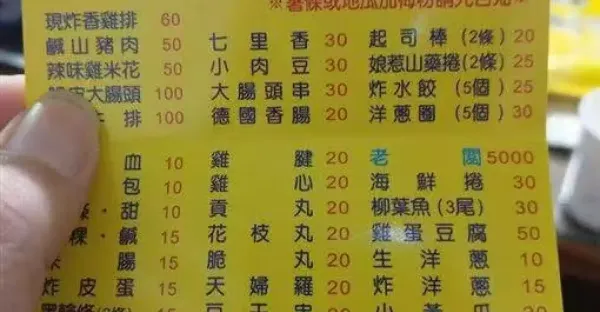 ※薯條或地瓜加梅粉請先告知※
現炸香雞排 60
鹹山豬肉 50 七里香 30 起司棒(2條) 20
辣味雞米花 50 小肉豆 30 娘惹山藥捲(2條) 25
大腸頭 100 大腸頭串 30 炸水餃(5個) 25
排 100 德國香腸 20 洋蔥圈(5個) 30
血 10 雞腱 20 老闆 5000
包 10 雞心 20 海鮮捲 30
甜 貢丸 20 柳葉魚(3尾) 30
粿·鹹 15 花枝丸 20 雞蛋豆腐 50
腸 15 脆丸 20 生洋蔥 10
炸皮蛋 15 天婦羅 20 炸洋蔥 15